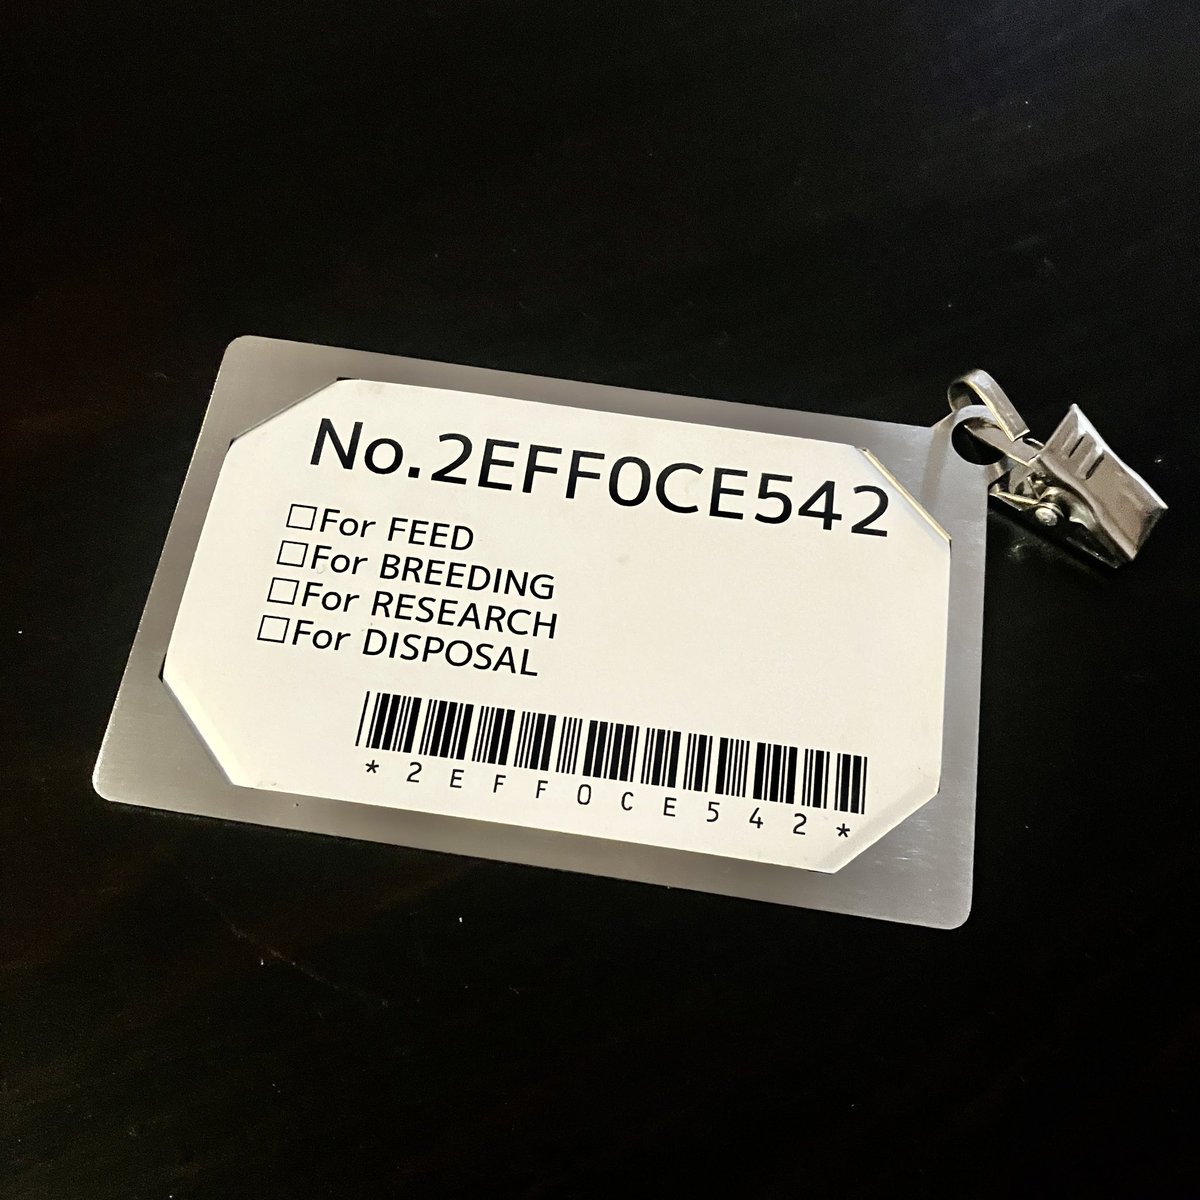 No.2EFF0CE542
□For FEED
□For BREEDING
□For RESEARCH
□For DISPOSAL
*2EFF0CE542*